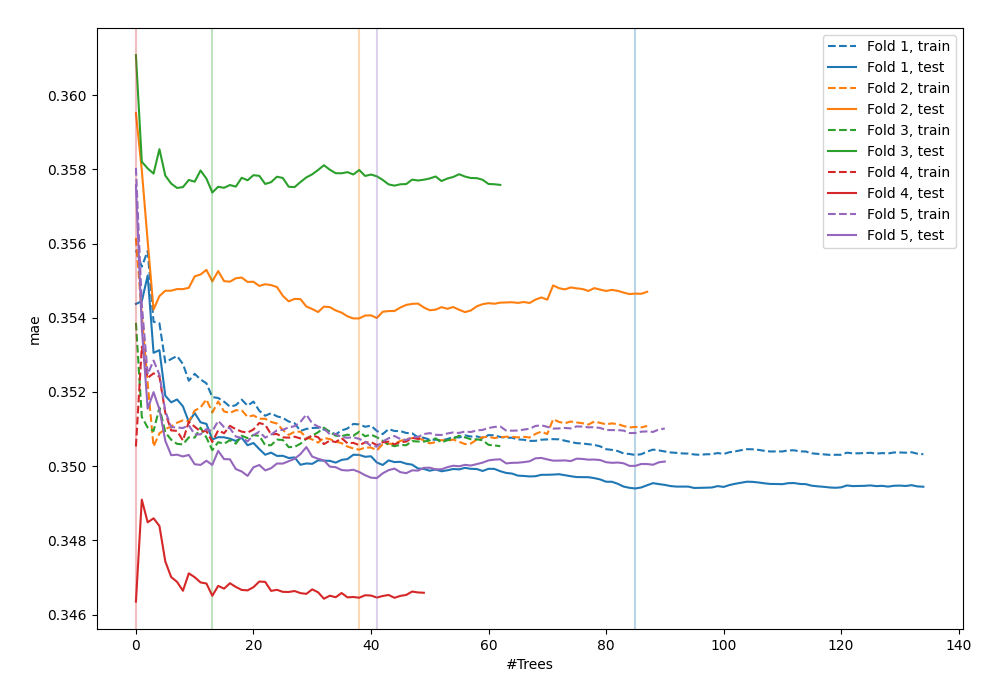 mae
0.360
0.358
0.356
0.354
0.352
0.350
0.348
0.346
0 20 40 60 80 100 120 140
#Trees
Fold 1, train
Fold 1, test
Fold 2, train
Fold 2, test
Fold 3, train
Fold 3, test
Fold 4, train
Fold 4, test
Fold 5, train
Fold 5, test